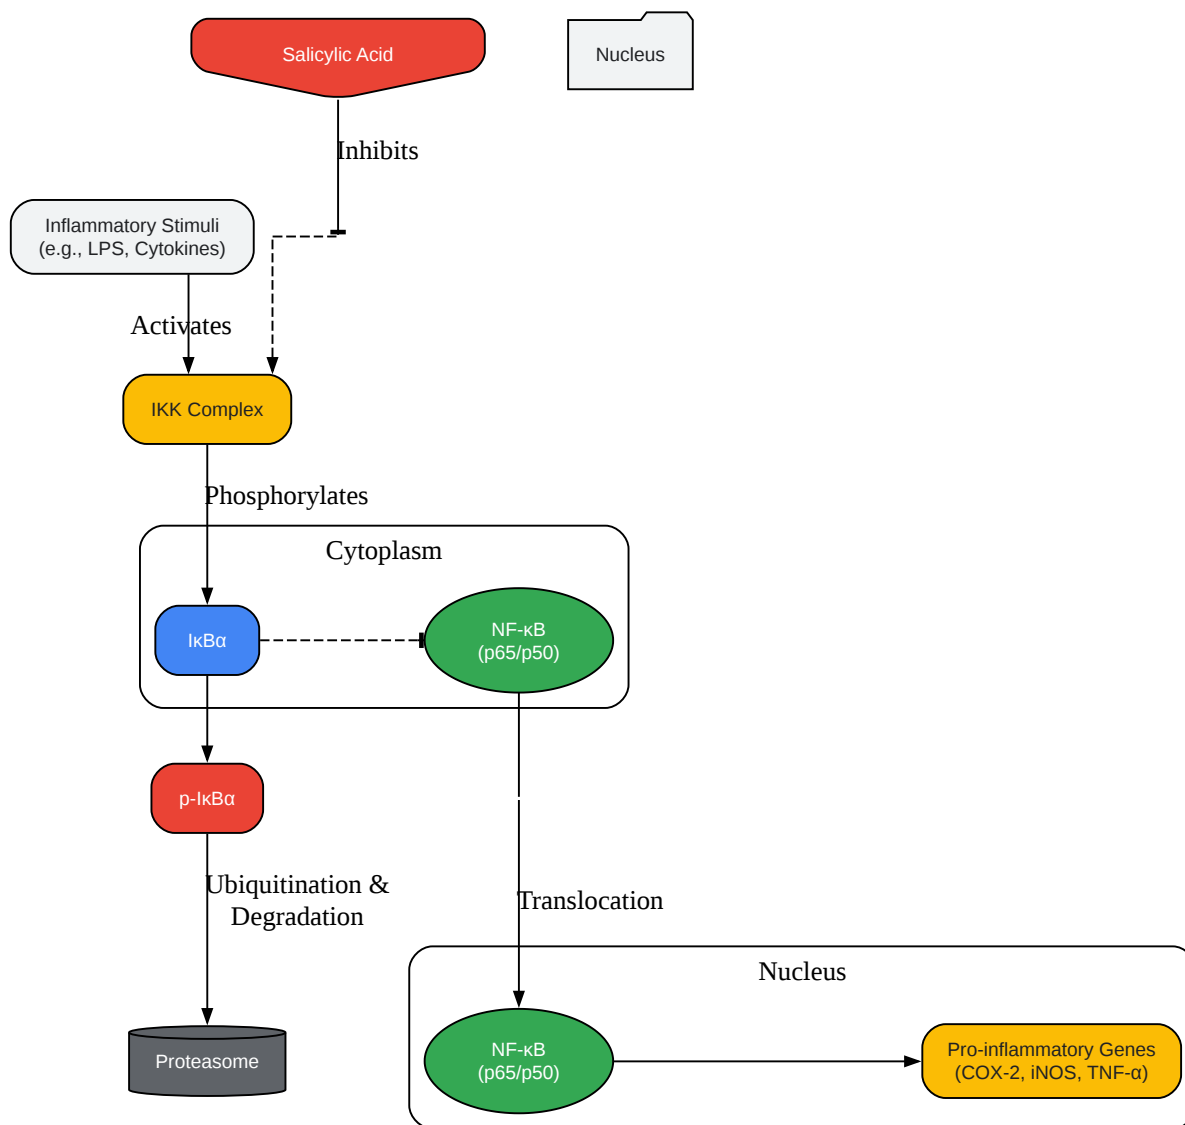 Salicylic Acid
Nucleus
Inhibits
Inflammatory Stimuli
(e.g., LPS, Cytokines)
Activates
IKK Complex
Phosphorylates
Cytoplasm
IκBα
NF-κB
(p65/p50)
p-IκBα
Ubiquitination &
Degradation
Translocation
Nucleus
Proteasome
NF-κB
(p65/p50)
Pro-inflammatory Genes
(COX-2, iNOS, TNF-α)